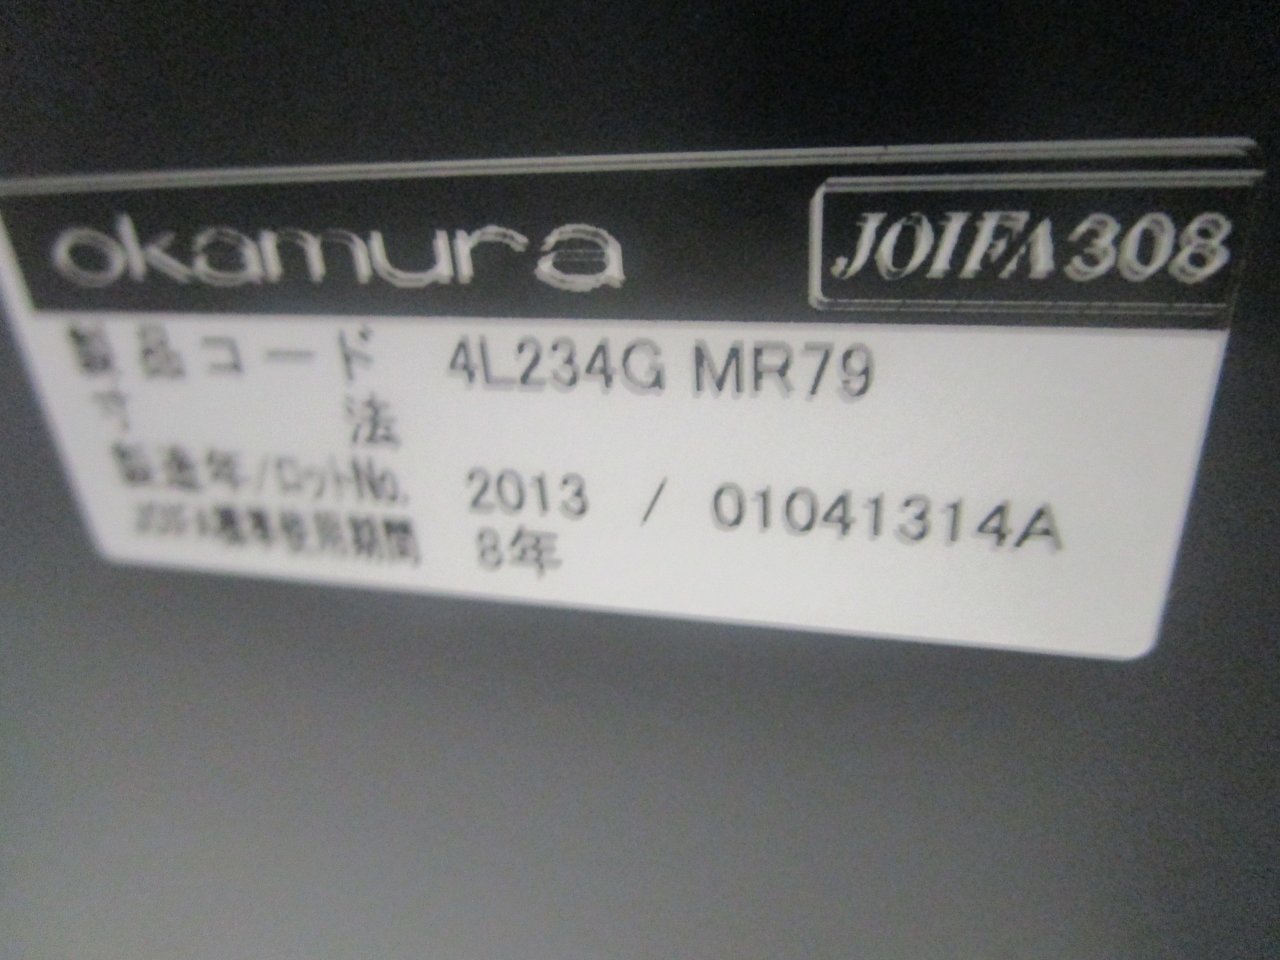 okamura JOIFA308
製品コード 4L234G MR79
寸 法
製造年/ロットNo. 2013 / 01041314A
JOIFA標準使用期間 8年